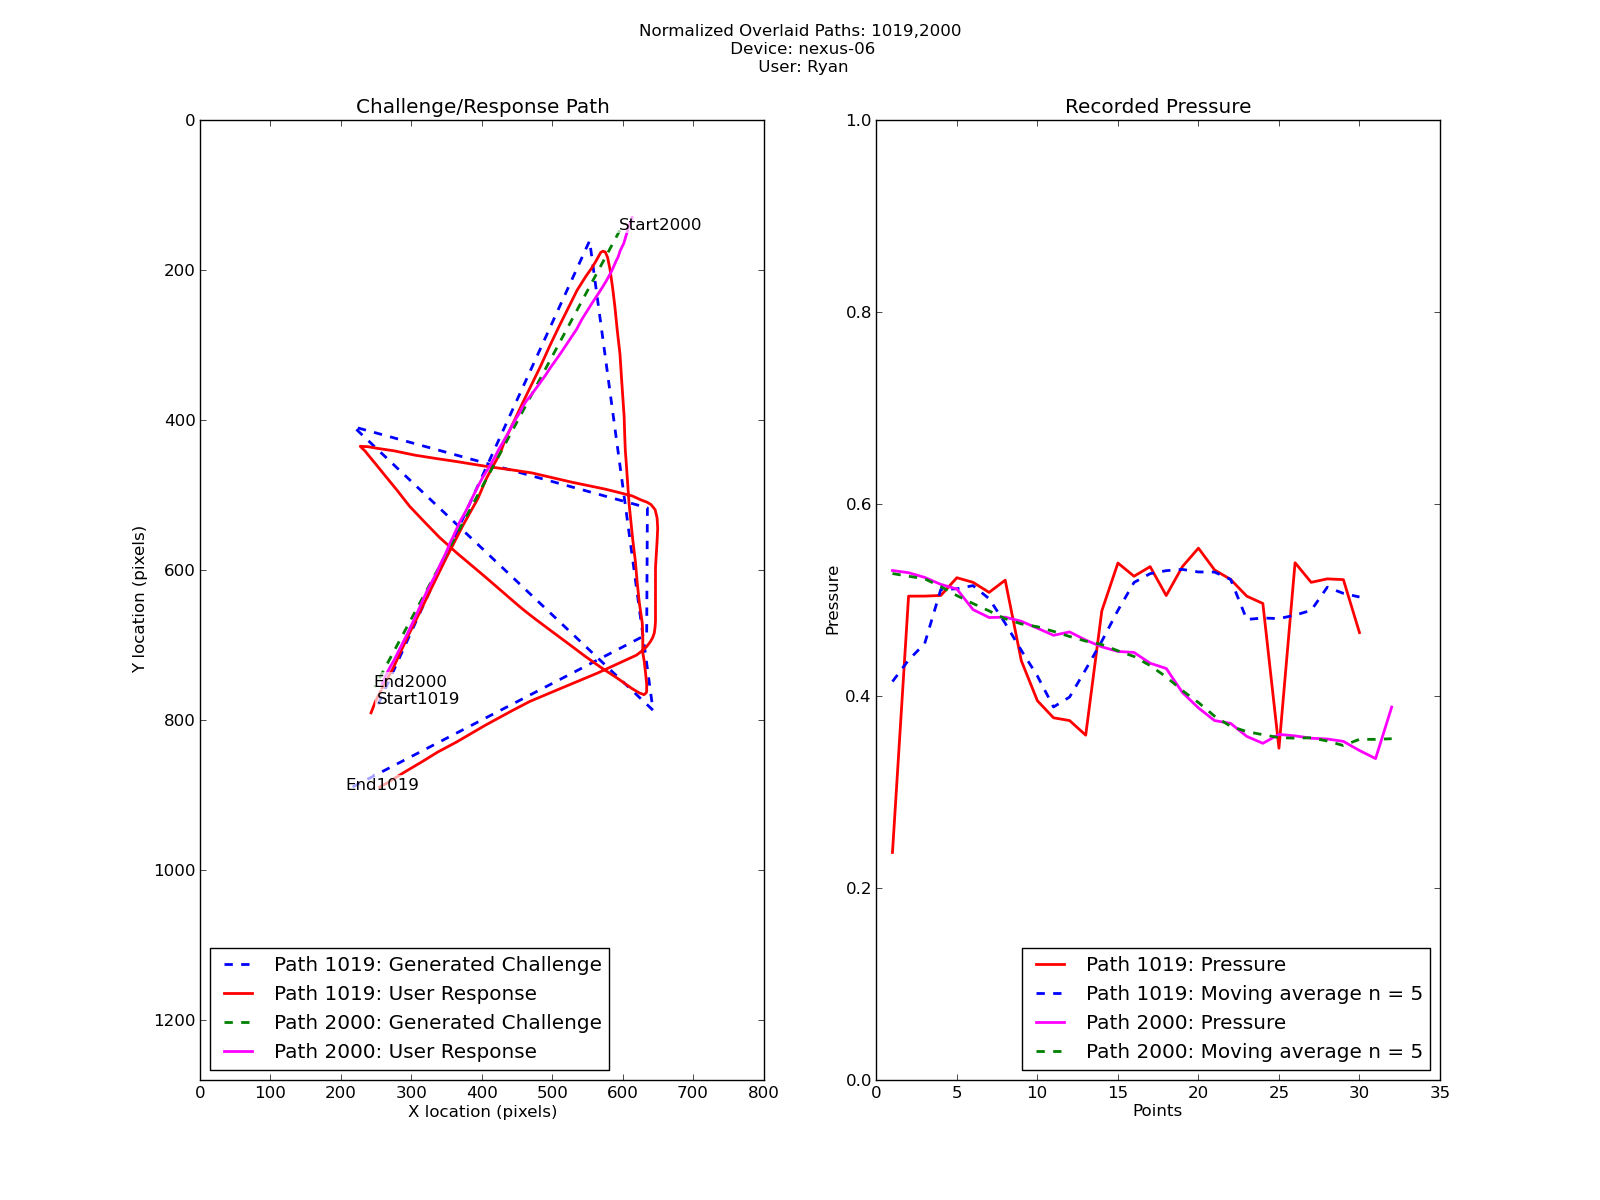 Normalized Overlaid Paths: 1019,2000
Device: nexus-06
User: Ryan
Challenge/Response Path
0
200
400
600
800
1000
1200
Y location (pixels)
Start2000
End2000
Start1019
End1019
Path 1019: Generated Challenge
Path 1019: User Response
Path 2000: Generated Challenge
Path 2000: User Response
0 100 200 300 400 500 600 700 800
X location (pixels)
Recorded Pressure
1.0
0.8
0.6
0.4
0.2
0.0
Pressure
Path 1019: Pressure
Path 1019: Moving average n = 5
Path 2000: Pressure
Path 2000: Moving average n = 5
0 5 10 15 20 25 30 35
Points